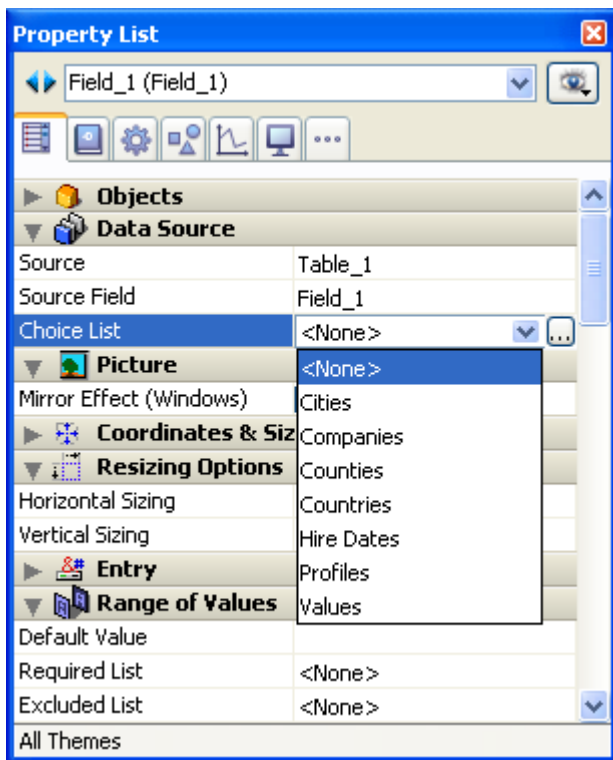 Property List
Field_1 (Field_1)
Objects
Data Source
Source Table_1
Source Field Field_1
Choice List <None> ...
Picture <None>
Mirror Effect (Windows) Cities
Coordinates & Siz Companies
Resizing Options Counties
Horizontal Sizing Countries
Vertical Sizing Hire Dates
Entry Profiles
Range of Values Values
Default Value
Required List <None>
Excluded List <None>
All Themes